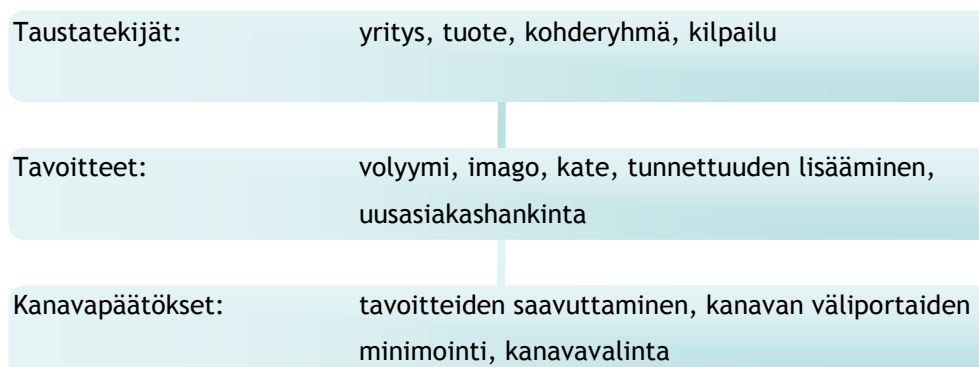 Taustatekijät: yritys, tuote, kohderyhmä, kilpailu
Tavoitteet: volyymi, imago, kate, tunnettuuden lisääminen,
uusasiakashankinta
Kanavapäätökset: tavoitteiden saavuttaminen, kanavan väliportaiden
minimointi, kanavavalinta